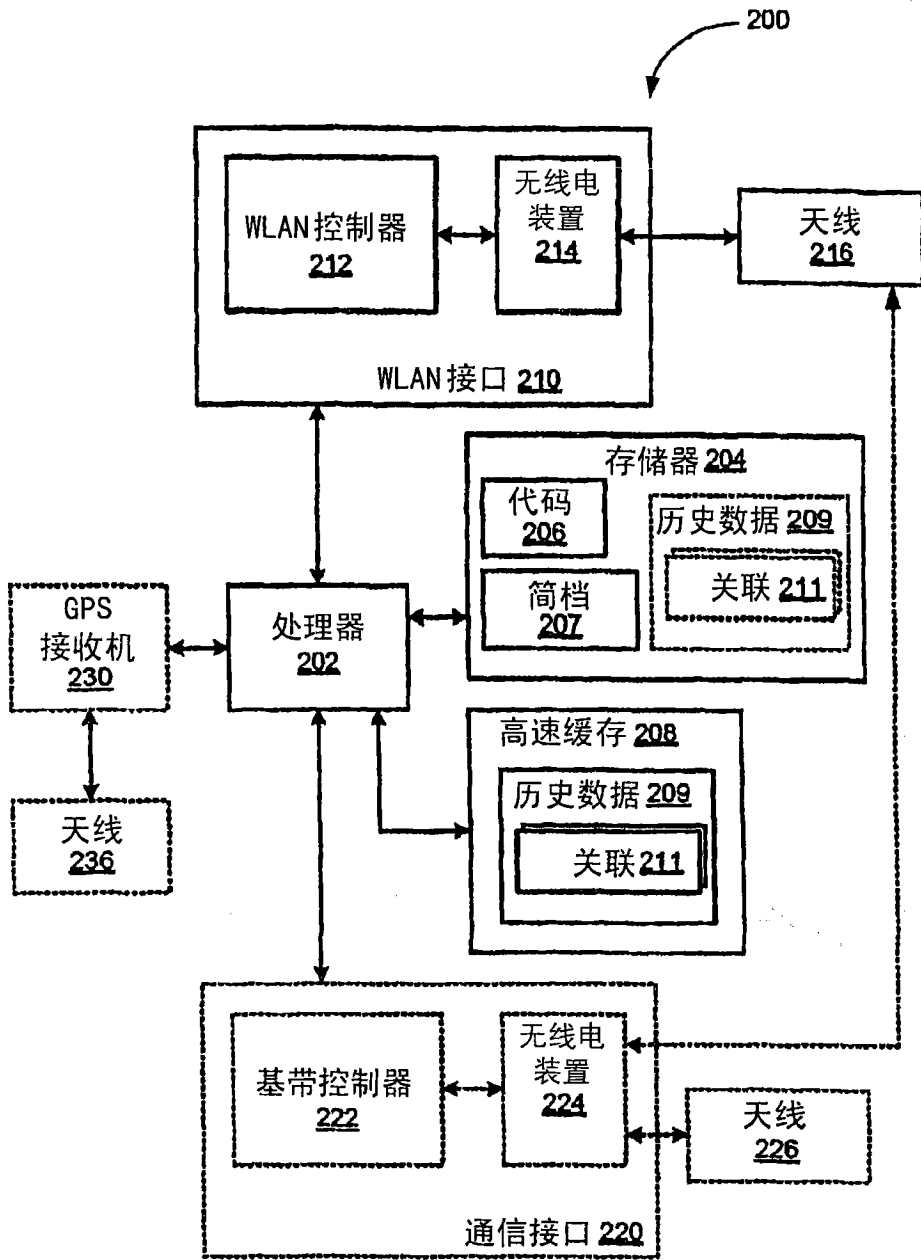 200
WLAN控制器
212
无线电
装置
214
天线
216
WLAN 接口 210
存储器 204
代码
206
历史数据 209
关联 211
简档
207
GPS
接收机
230
处理器
202
高速缓存 208
历史数据 209
关联 211
天线
236
基带控制器
222
无线电
装置
224
天线
226
通信接口 220